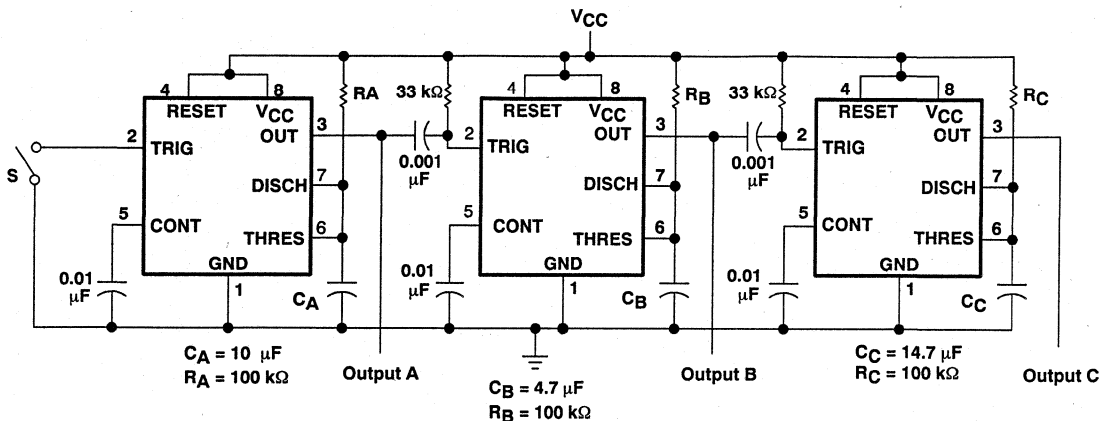 VCC
4
8
RESET
VCC
OUT
3
2
TRIG
S
DISCH
7
5
CONT
THRES
6
GND
1
0.01
µF
RA
33 kΩ
0.001
µF
CA
CA = 10 µF
RA = 100 kΩ
Output A
4
8
RESET
VCC
OUT
3
2
TRIG
DISCH
7
5
CONT
THRES
6
GND
1
0.01
µF
RB
33 kΩ
0.001
µF
CB
CB = 4.7 µF
RB = 100 kΩ
Output B
4
8
RESET
VCC
OUT
3
2
TRIG
DISCH
7
5
CONT
THRES
6
GND
1
0.01
µF
RC
CC
CC = 14.7 µF
RC = 100 kΩ
Output C